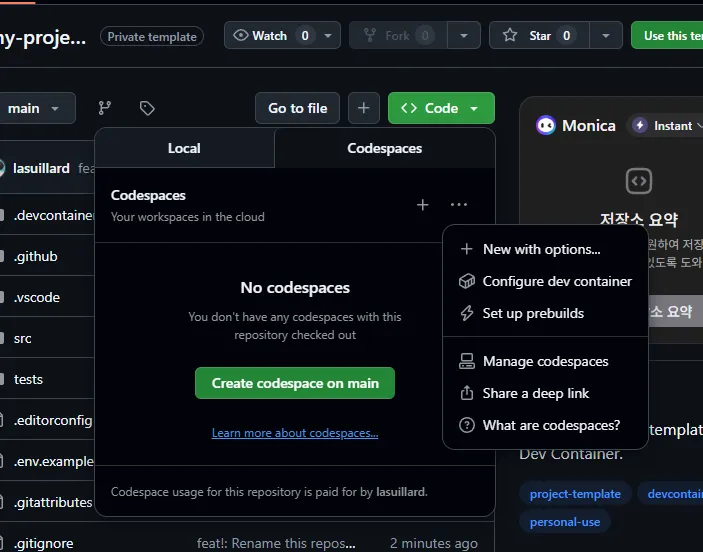 ny-proje...
Private template
Watch 0
Fork 0
Star 0
Use this te
main
Go to file
Code
Local
Codespaces
Codespaces
Your workspaces in the cloud
No codespaces
You don't have any codespaces with this
repository checked out
Create codespace on main
Learn more about codespaces...
Codespace usage for this repository is paid for by lasuillard.
New with options...
Configure dev container
Set up prebuilds
Manage codespaces
Share a deep link
What are codespaces?
lasuillard fea
.devcontaine
.github
.vscode
src
tests
.editorconfig
.env.example
.gitattributes
.gitignore
feat!: Rename this repos...
2 minutes ago
Monica
Instant
저장소 요약
원하여 저장
있도록 도와
소 요약
templat
Dev Container.
project-template
devcontai
personal-use